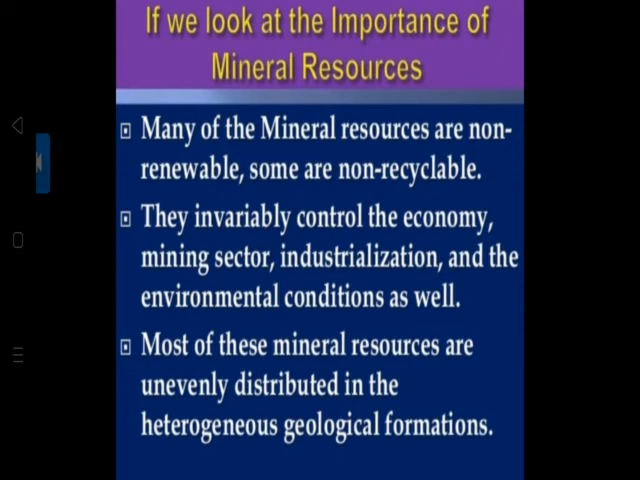 If we look at the Importance of
Mineral Resources
Many of the Mineral resources are non-
renewable, some are non-recyclable.
They invariably control the economy,
mining sector, industrialization, and the
environmental conditions as well.
Most of these mineral resources are
unevenly distributed in the
heterogeneous geological formations.